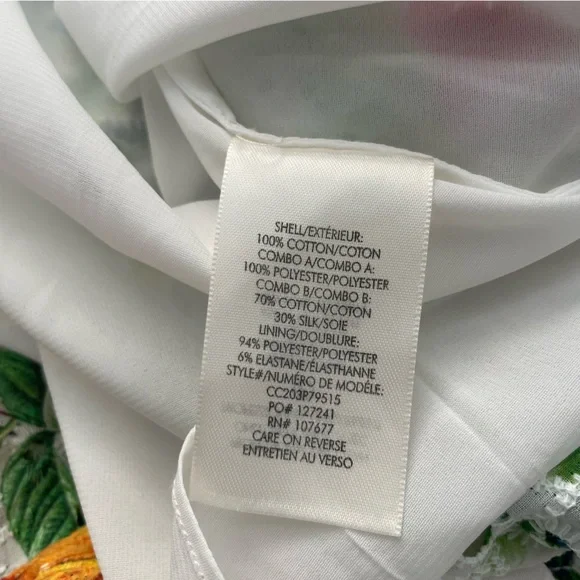 SHELL/EXTÉRIEUR:
100% COTTON/COTON
COMBO A/COMBO A:
100% POLYESTER/POLYESTER
COMBO B/COMBO B:
70% COTTON/COTON
30% SILK/SOIE
LINING/DOUBLURE:
94% POLYESTER/POLYESTER
6% ELASTANE/ÉLASTHANNE
STYLE#/NUMÉRO DE MODÈLE:
CC203P79515
PO# 127241
RN# 107677
CARE ON REVERSE
ENTRETIEN AU VERSO